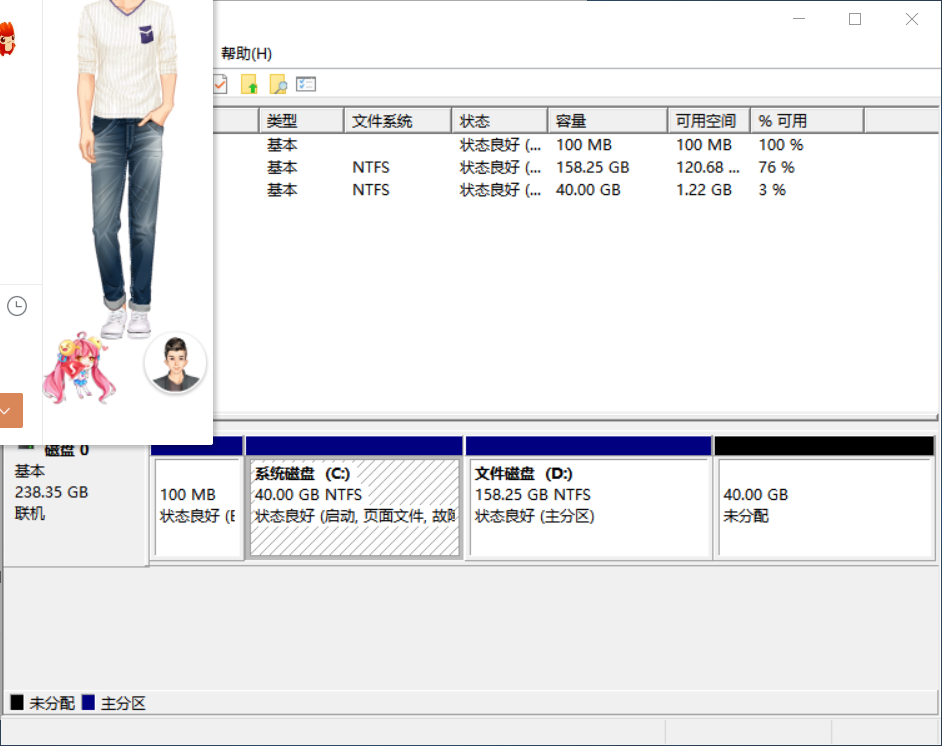 帮助(H)
类型 文件系统 状态 容量 可用空间 % 可用
基本 状态良好 (... 100 MB 100 MB 100 %
基本 NTFS 状态良好 (... 158.25 GB 120.68 ... 76 %
基本 NTFS 状态良好 (... 40.00 GB 1.22 GB 3 %
磁盘 0
基本
238.35 GB
联机
100 MB
状态良好 (E
系统磁盘 (C:)
40.00 GB NTFS
状态良好 (启动, 页面文件, 故障
文件磁盘 (D:)
158.25 GB NTFS
状态良好 (主分区)
40.00 GB
未分配
未分配 主分区